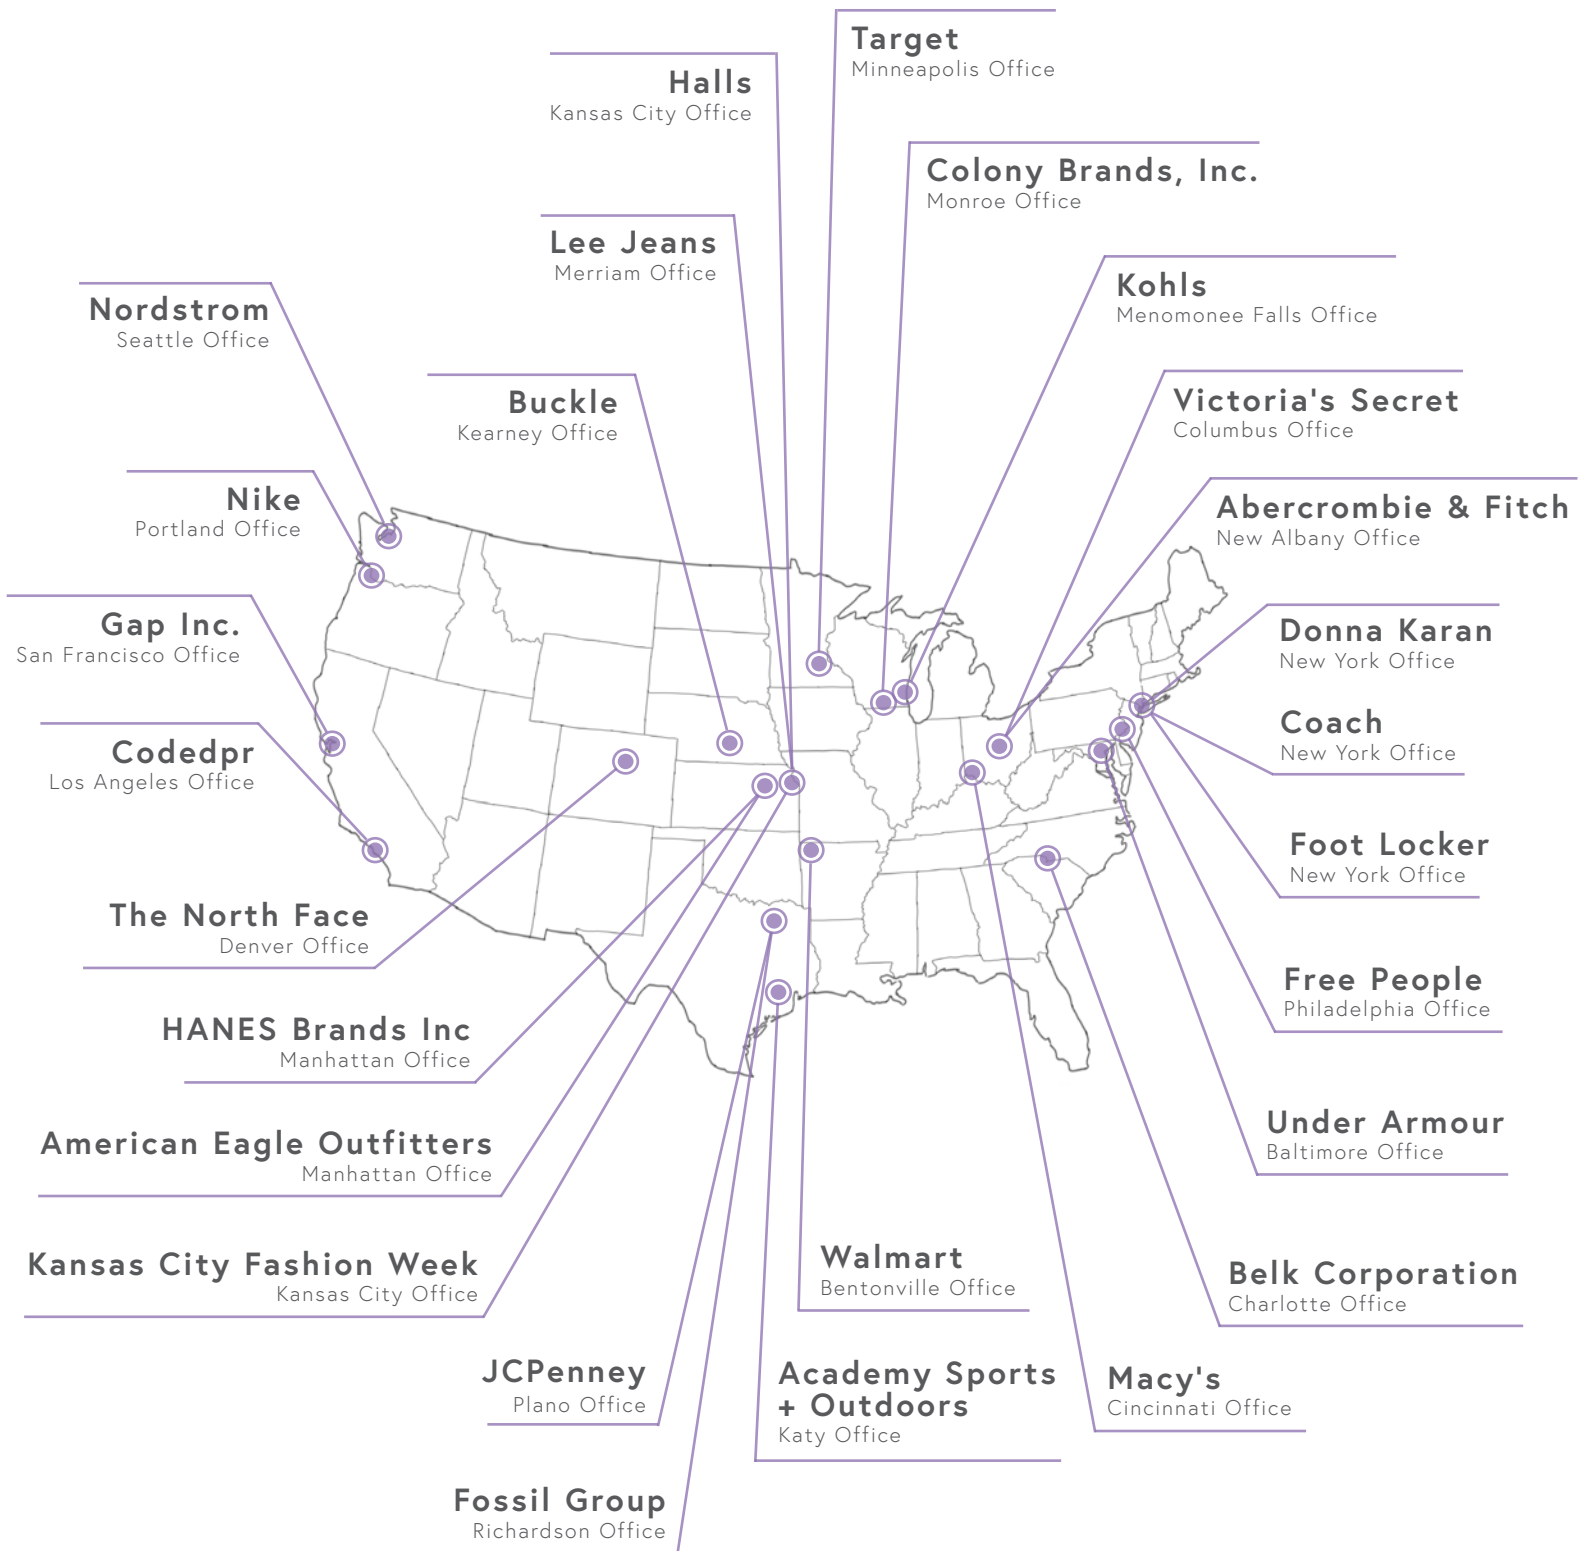 Target
Minneapolis Office
Halls
Kansas City Office
Colony Brands, Inc.
Monroe Office
Lee Jeans
Merriam Office
Kohls
Menomonee Falls Office
Nordstrom
Seattle Office
Buckle
Kearney Office
Victoria's Secret
Columbus Office
Nike
Portland Office
Abercrombie & Fitch
New Albany Office
Gap Inc.
San Francisco Office
Donna Karan
New York Office
Codedpr
Los Angeles Office
Coach
New York Office
Foot Locker
New York Office
The North Face
Denver Office
Free People
Philadelphia Office
HANES Brands Inc
Manhattan Office
Under Armour
Baltimore Office
American Eagle Outfitters
Manhattan Office
Kansas City Fashion Week
Kansas City Office
Walmart
Bentonville Office
Belk Corporation
Charlotte Office
JCPenney
Plano Office
Academy Sports
+ Outdoors
Katy Office
Macy's
Cincinnati Office
Fossil Group
Richardson Office